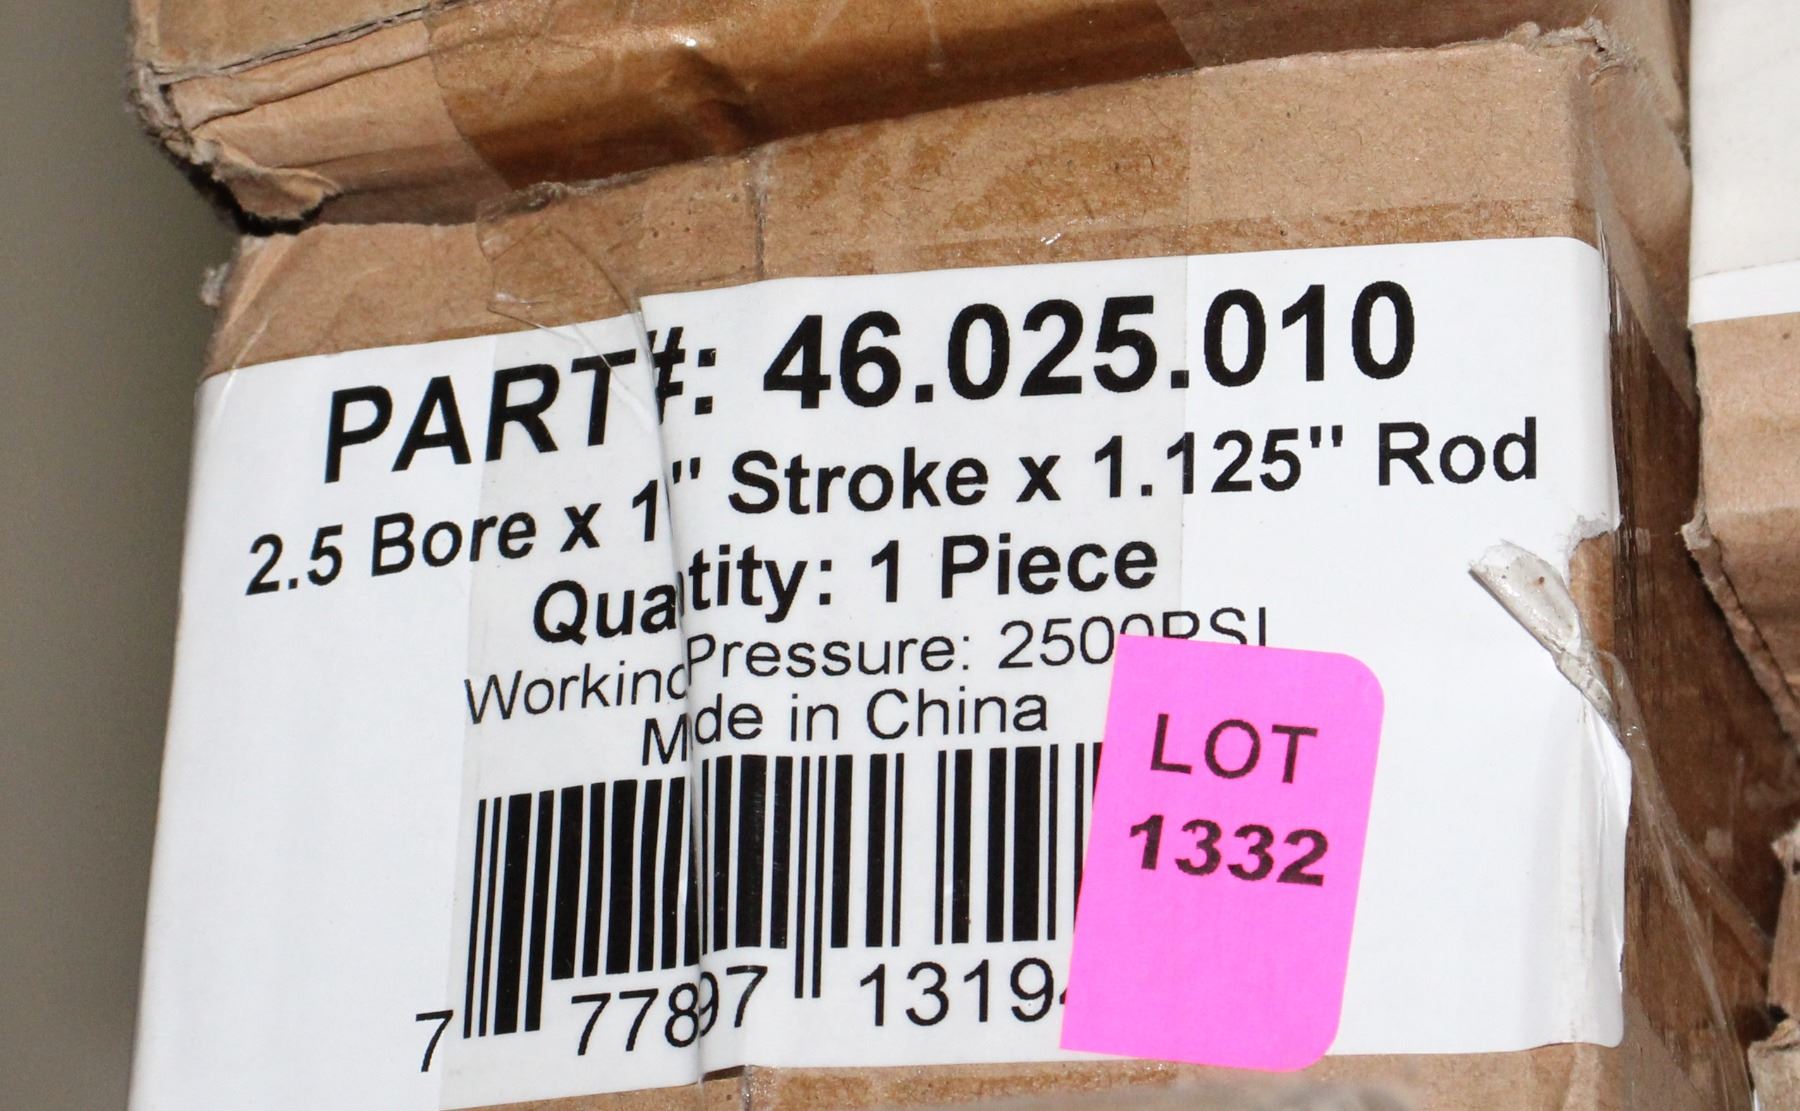 PART#: 46.025.010
2.5 Bore x 1" Stroke x 1.125" Rod
Quantity: 1 Piece
Working Pressure: 2500PSI
Made in China
7 77897 1319
LOT
1332